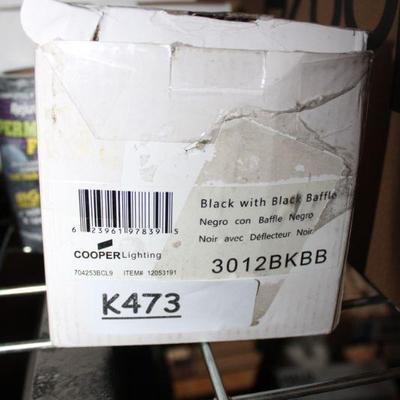 Black with Black Baffle
Negro con Baffle Negro
Noir avec Déflecteur Noir
6 23961 97839 5
COOPER Lighting
3012BKBB
704253BCL9 ITEM# 12053191
K473